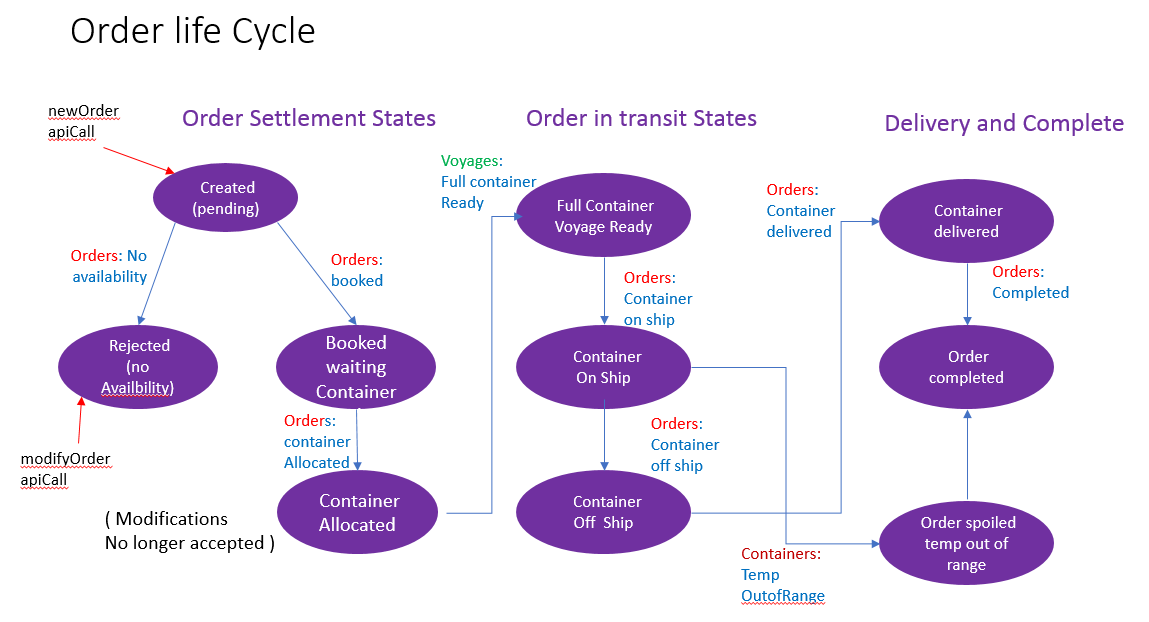 Order life Cycle
newOrder
apiCall
Order Settlement States
Order in transit States
Delivery and Complete
Created
(pending)
Orders: No
availability
Orders:
booked
Rejected
(no
Availbility)
modifyOrder
apiCall
Booked
waiting
Container
Orders:
container
Allocated
Container
Allocated
( Modifications
No longer accepted )
Voyages:
Full container
Ready
Full Container
Voyage Ready
Orders:
Container
on ship
Container
On Ship
Orders:
Container
off ship
Container
Off Ship
Orders:
Container
delivered
Container
delivered
Orders:
Completed
Order
completed
Containers:
Temp
OutofRange
Order spoiled
temp out of
range